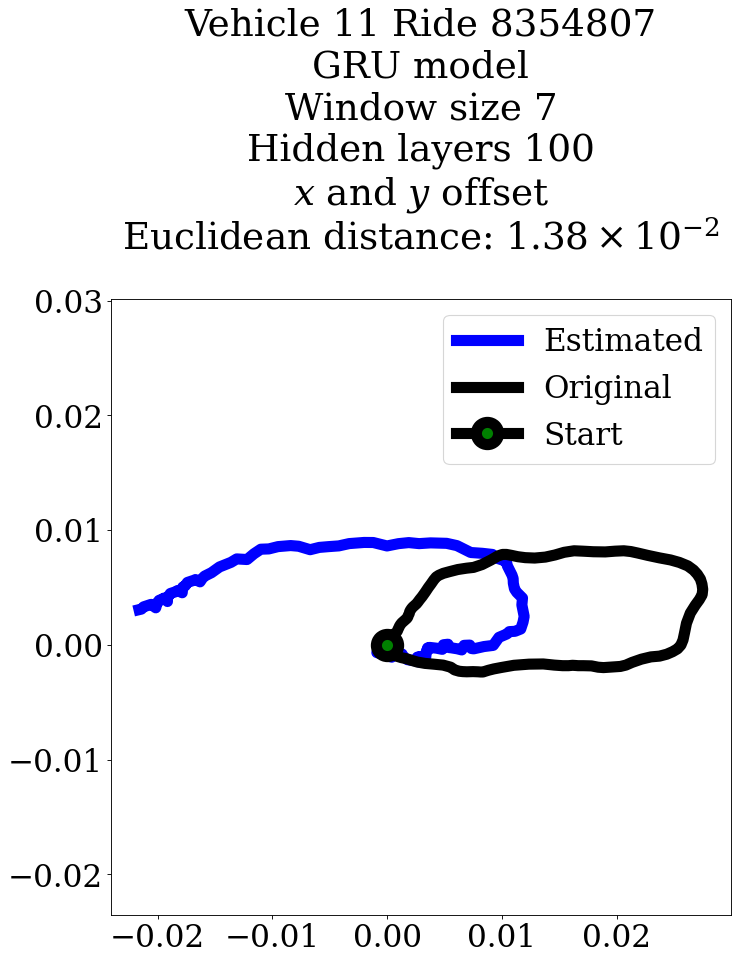 Vehicle 11 Ride 8354807
GRU model
Window size 7
Hidden layers 100
x and y offset
Euclidean distance: 1.38 × 10⁻²
0.03
0.02
0.01
0.00
−0.01
−0.02
Estimated
Original
Start
−0.02 −0.01 0.00 0.01 0.02